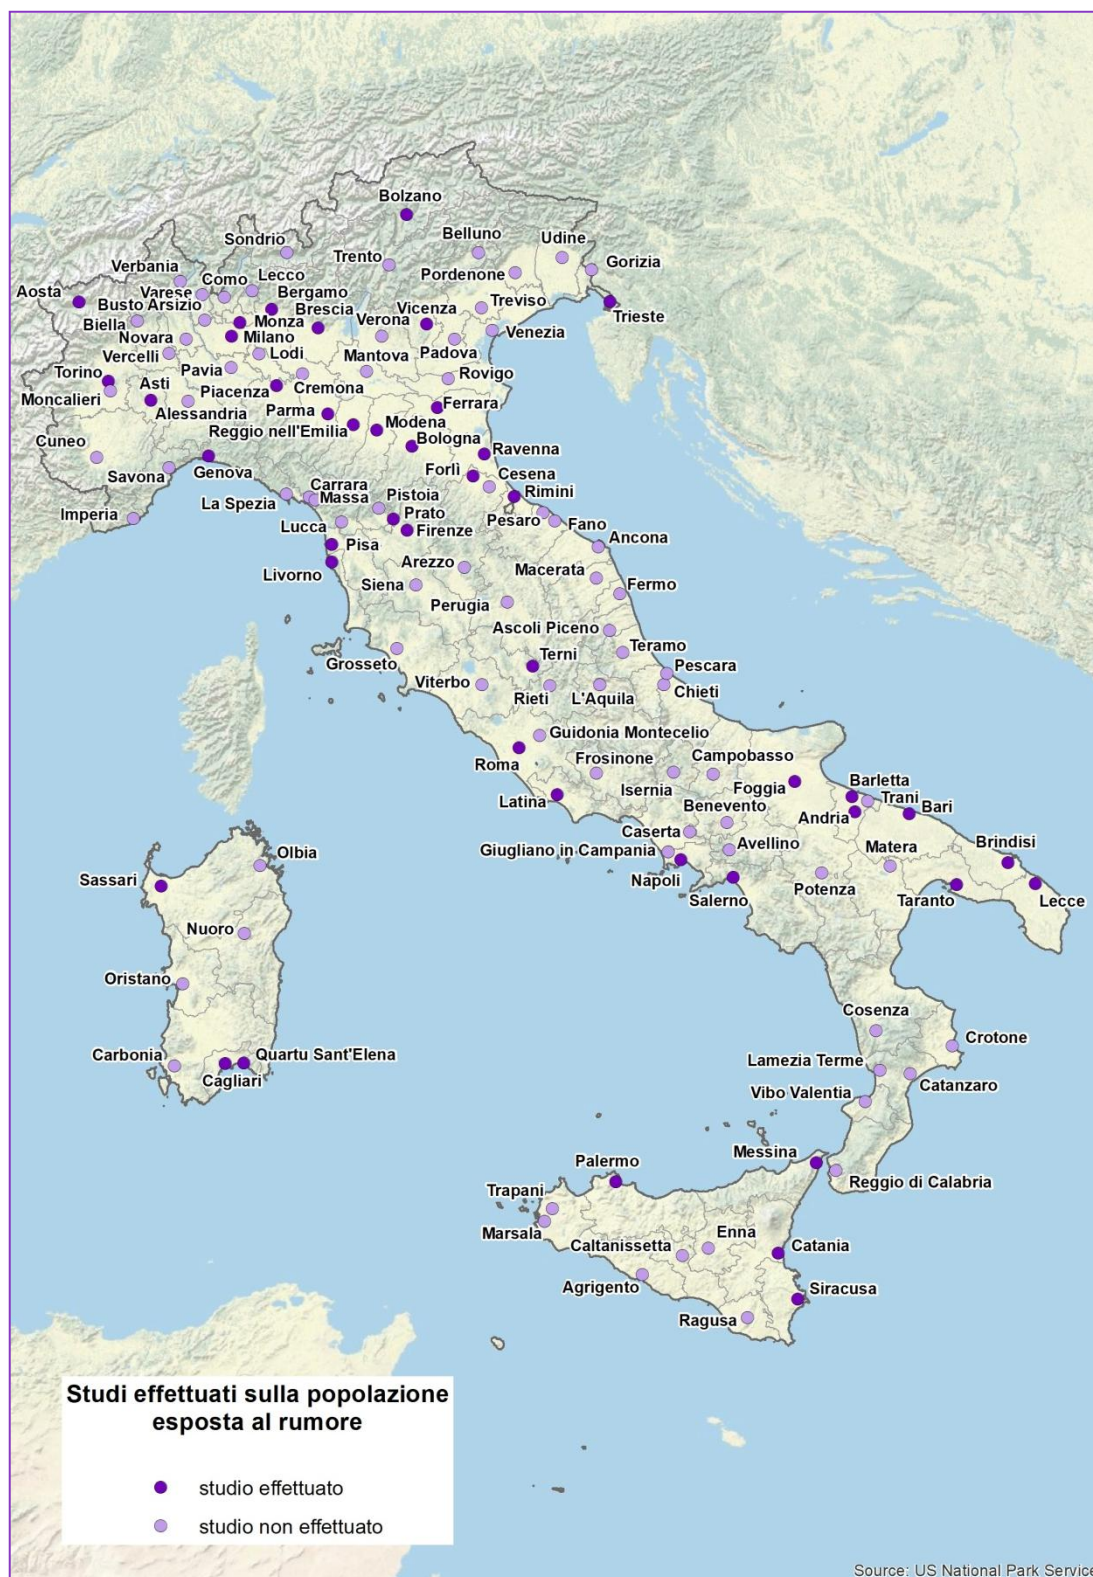 Bolzano
Sondrio
Belluno
Udine
Trento
Gorizia
Verbania
Pordenone
Como
Lecco
Aosta
Varese
Bergamo
Busto Arsizio
Brescia
Vicenza
Treviso
Trieste
Biella
Monza
Verona
Venezia
Novara
Milano
Vercelli
Lodi
Mantova
Padova
Torino
Pavia
Asti
Piacenza
Cremona
Rovigo
Moncalieri
Alessandria
Parma
Ferrara
Reggio nell'Emilia
Modena
Cuneo
Bologna
Ravenna
Savona
Genova
Forlì
Cesena
La Spezia
Carrara
Massa
Pistoia
Rimini
Imperia
Lucca
Prato
Pesaro
Fano
Firenze
Pisa
Ancona
Livorno
Arezzo
Macerata
Siena
Fermo
Perugia
Ascoli Piceno
Teramo
Grosseto
Terni
Pescara
Viterbo
Rieti
L'Aquila
Chieti
Guidonia Montecelio
Roma
Frosinone
Campobasso
Latina
Isernia
Foggia
Barletta
Trani
Benevento
Andria
Bari
Caserta
Giugliano in Campania
Avellino
Matera
Brindisi
Olbia
Sassari
Napoli
Salerno
Potenza
Taranto
Lecce
Nuoro
Oristano
Cosenza
Crotone
Carbonia
Quartu Sant'Elena
Cagliari
Lamezia Terme
Catanzaro
Vibo Valentia
Messina
Palermo
Reggio di Calabria
Trapani
Marsala
Enna
Caltanissetta
Catania
Agrigento
Siracusa
Ragusa
Studi effettuati sulla popolazione
esposta al rumore
studio effettuato
studio non effettuato
Source: US National Park Service